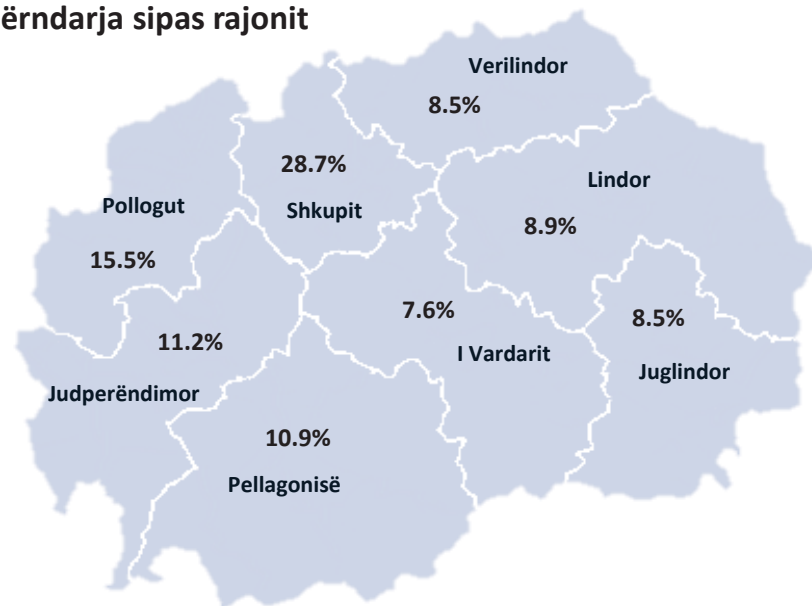 ërndarja sipas rajonit
Verilindor
8.5%
28.7%
Shkupit
Lindor
8.9%
Pollogut
15.5%
7.6%
I Vardarit
8.5%
Juglindor
11.2%
Judperëndimor
10.9%
Pellagonisë